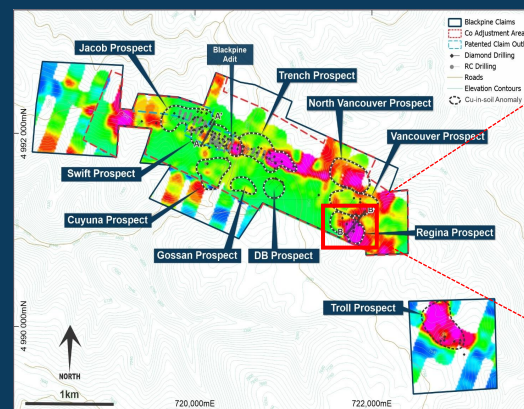 Blackpine Claims
Co Adjustment Area
Patented Claim Outl
Diamond Drilling
RC Drilling
Roads
Elevation Contours
Cu-in-soil Anomaly
Jacob Prospect
Blackpine
Adit
Trench Prospect
North Vancouver Prospect
Vancouver Prospect
4 992 000mN
A'
A
Swift Prospect
Cuyuna Prospect
Gossan Prospect
DB Prospect
B'
B
Regina Prospect
4 990 000mN
Troll Prospect
NORTH
1km
720,000mE
722,000mE